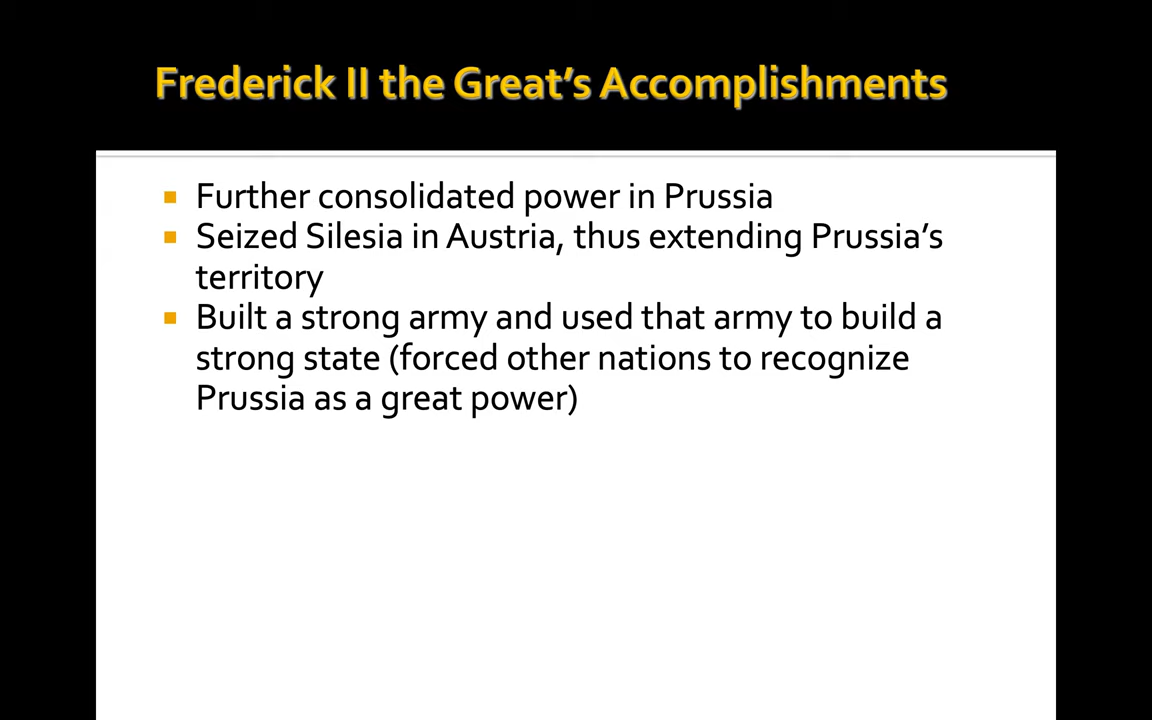 Frederick II the Great’s Accomplishments
Further consolidated power in Prussia
Seized Silesia in Austria, thus extending Prussia’s
territory
Built a strong army and used that army to build a
strong state (forced other nations to recognize
Prussia as a great power)